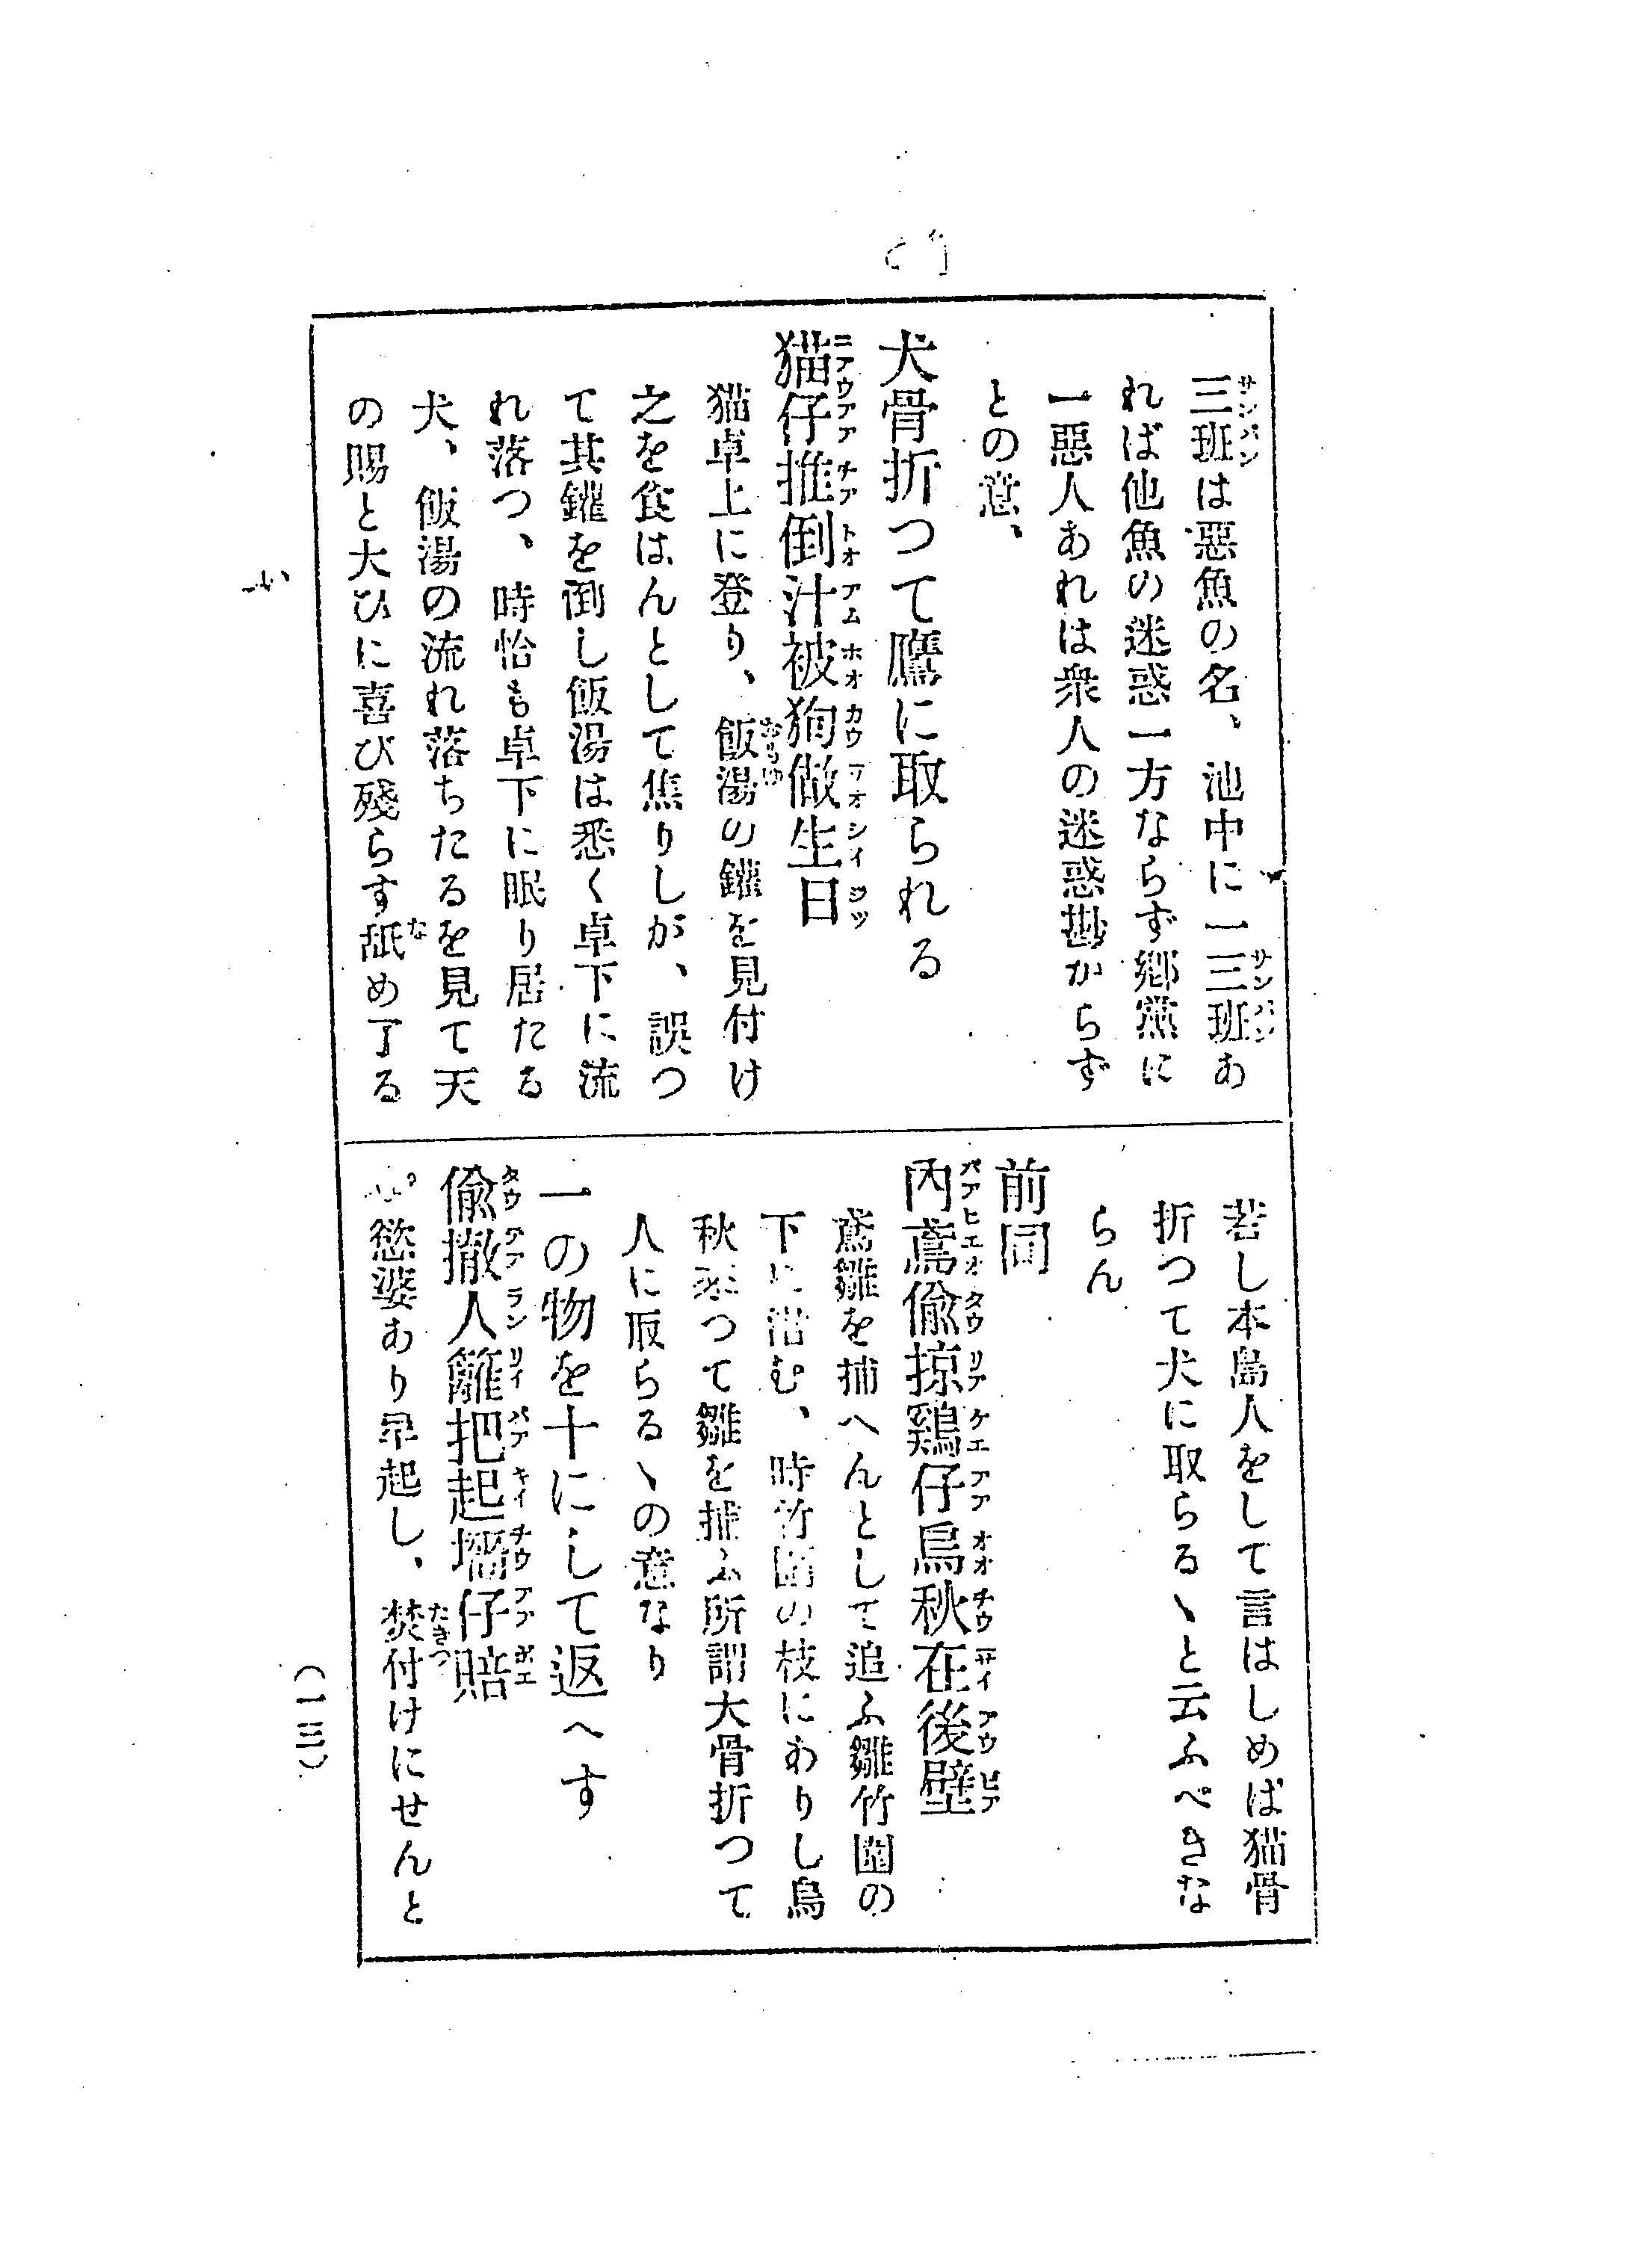 三班は惡魚の名、池中に一三班あ
れば他魚の迷惑一方ならず郷黨に
一惡人あれは衆人の迷惑尠からず
との意、
犬骨折つて鷹に取られる
猫仔推倒汁被狗做生日
猫卓上に登り、飯湯の鑵を見付け
之を食はんとして焦りしが、誤つ
て其鑵を倒し飯湯は悉く卓下に流
れ落つ、時恰も卓下に眠り居たる
犬、飯湯の流れ落ちたるを見て天
の賜と大ひに喜び殘らす舐め了る
若し本島人をして言はしめば猫骨
折つて犬に取らるゝと云ふべきな
らん
前同
內鳶偸掠鷄仔烏秋在後壁
鳶雛を捕へんとして追ふ雛竹圍の
下に潜む、時竹圍の枝にありし烏
秋添つて雛を捕ふ所謂犬骨折つて
人に取らるゝの意なり
一の物を十にして返へす
偸撤人籬把起墻仔賠
慾婆あり早起し、焚付けにせんと
(一三)